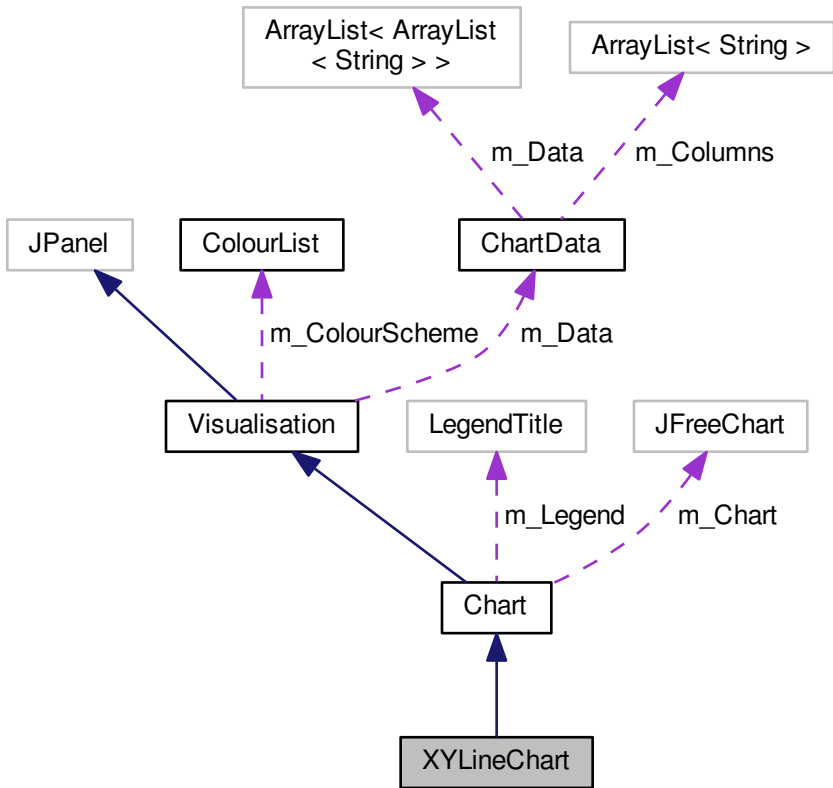 ArrayList< ArrayList
< String > >
ArrayList< String >
m_Data
m_Columns
JPanel
ColourList
ChartData
m_ColourScheme
m_Data
Visualisation
LegendTitle
JFreeChart
m_Legend
m_Chart
Chart
XYLineChart